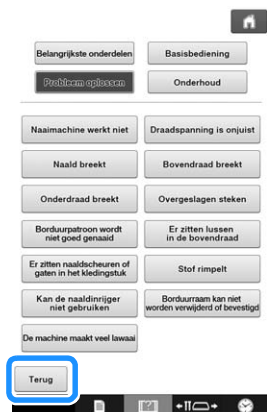 Belangrijkste onderdelen
Basisbediening
Probleem oplossen
Onderhoud
Naaimachine werkt niet
Draadspanning is onjuist
Naald breekt
Bovendraad breekt
Onderdraad breekt
Overgeslagen steken
Borduurpatroon wordt
niet goed genaaid
Er zitten lussen
in de bovendraad
Er zitten naaldscheuren of
gaten in het kledingstuk
Stof rimpelt
Kan de naaldinrijger
niet gebruiken
Borduurraam kan niet
worden verwijderd of bevestigd
De machine maakt veel lawaai
Terug